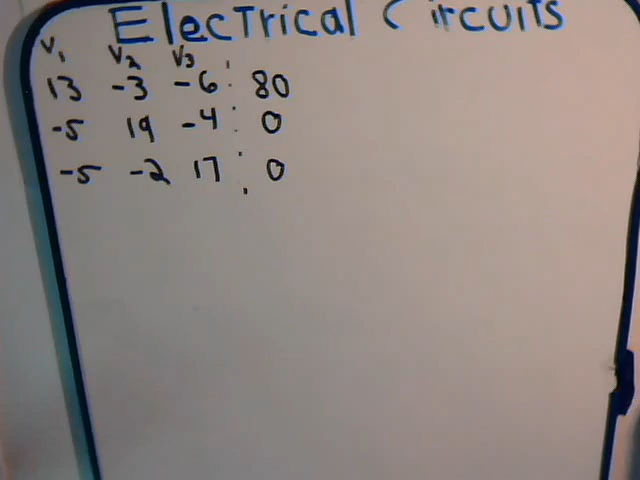 Electrical Circuits
V1 V2 V3
13 -3 -6 : 80
-5 19 -4 : 0
-5 -2 17 : 0